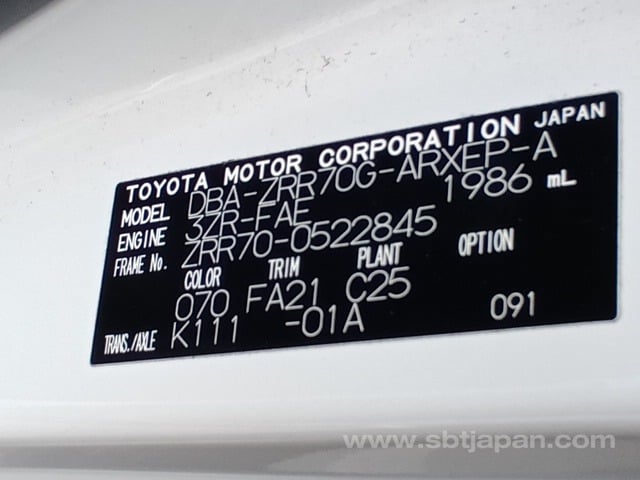 TOYOTA MOTOR CORPORATION JAPAN
MODEL DBA-ZRR70G-ARXEP-A
ENGINE 3ZR-FAE 1986 mL
FRAME No. ZRR70-0522845
COLOR TRIM PLANT OPTION
070 FA21 C25
TRANS./AXLE K111 -01A 091
www.sbtjapan.com